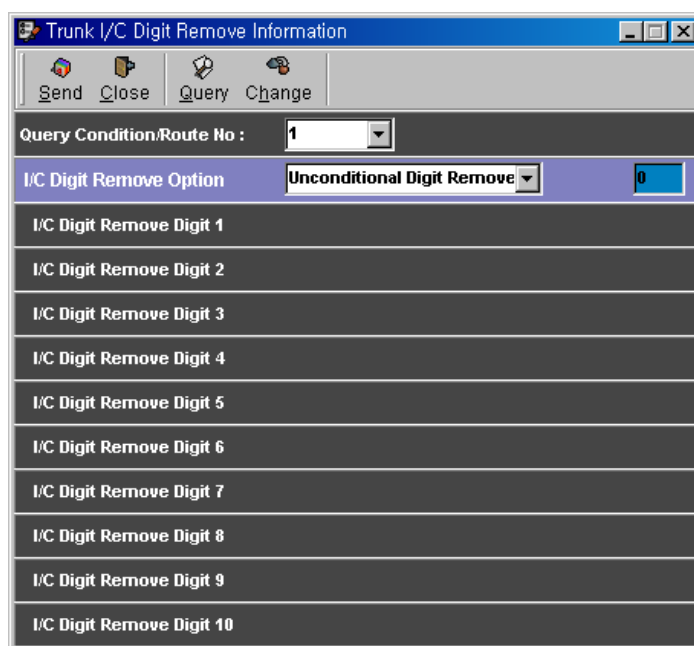 Trunk I/C Digit Remove Information
Send Close Query Change
Query Condition/Route No : 1
I/C Digit Remove Option Unconditional Digit Remove 0
I/C Digit Remove Digit 1
I/C Digit Remove Digit 2
I/C Digit Remove Digit 3
I/C Digit Remove Digit 4
I/C Digit Remove Digit 5
I/C Digit Remove Digit 6
I/C Digit Remove Digit 7
I/C Digit Remove Digit 8
I/C Digit Remove Digit 9
I/C Digit Remove Digit 10